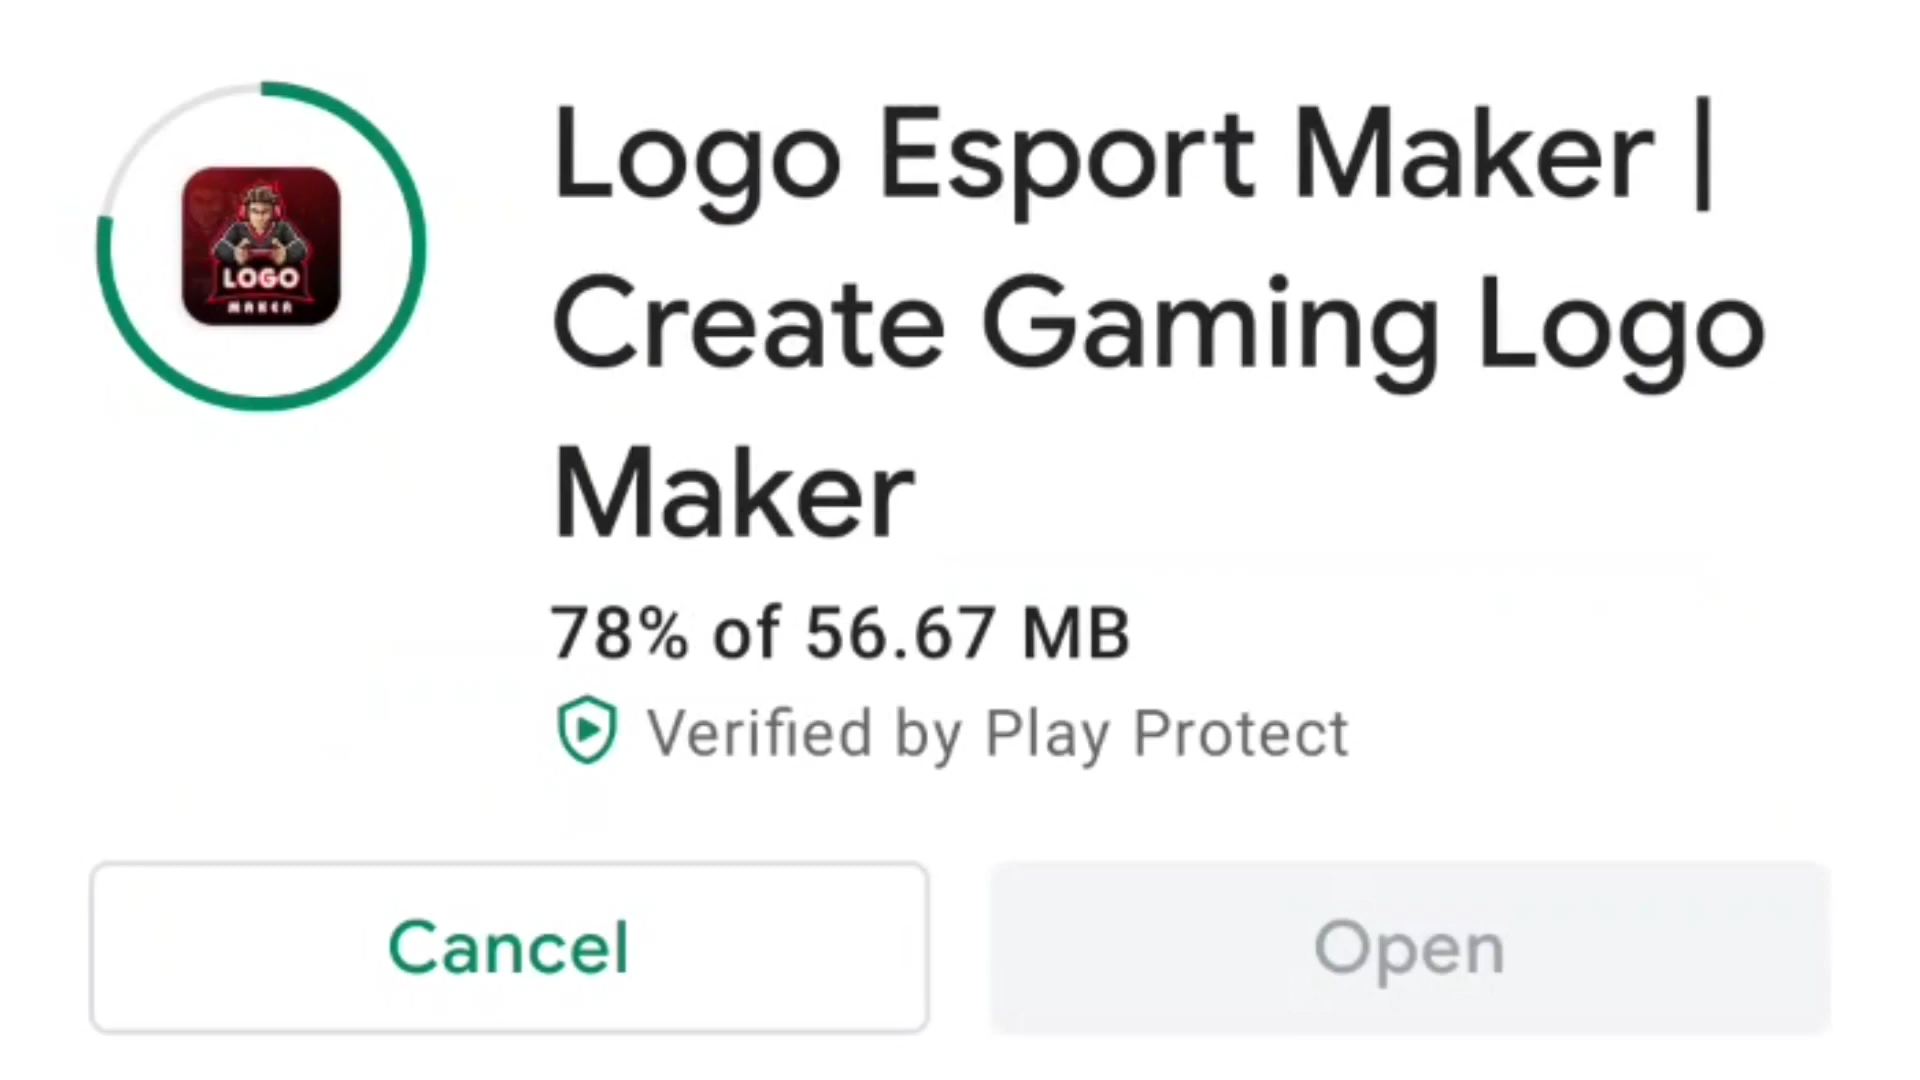 Logo Esport Maker |
Create Gaming Logo
Maker
LOGO
MAKER
78% of 56.67 MB
Verified by Play Protect
Cancel
Open